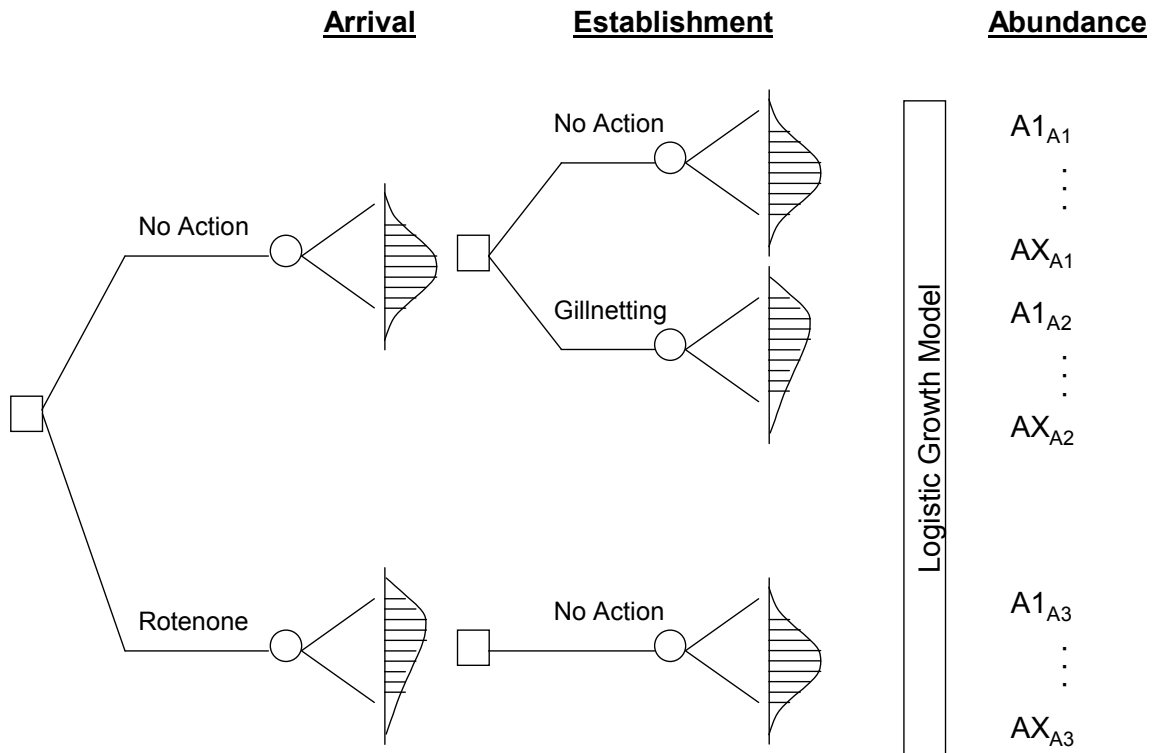 Arrival Establishment Abundance
No Action
A1A1
No Action
AXA1
Gillnetting
A1A2
AXA2
Logistic Growth Model
No Action
A1A3
Rotenone
AXA3